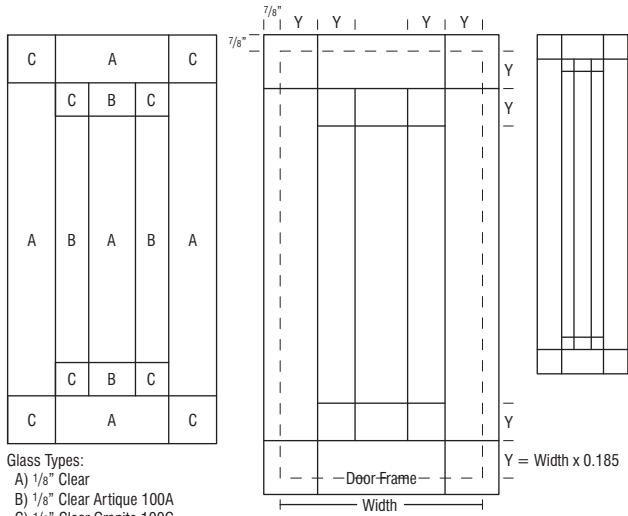 7/8"
Y Y Y Y
7/8"
C A C
Y
C B C
Y
A B A B A
C B C
Y
C A C
Y = Width x 0.185
Glass Types:
A) 1/8" Clear
Door Frame
B) 1/8" Clear Artique 100A
Width